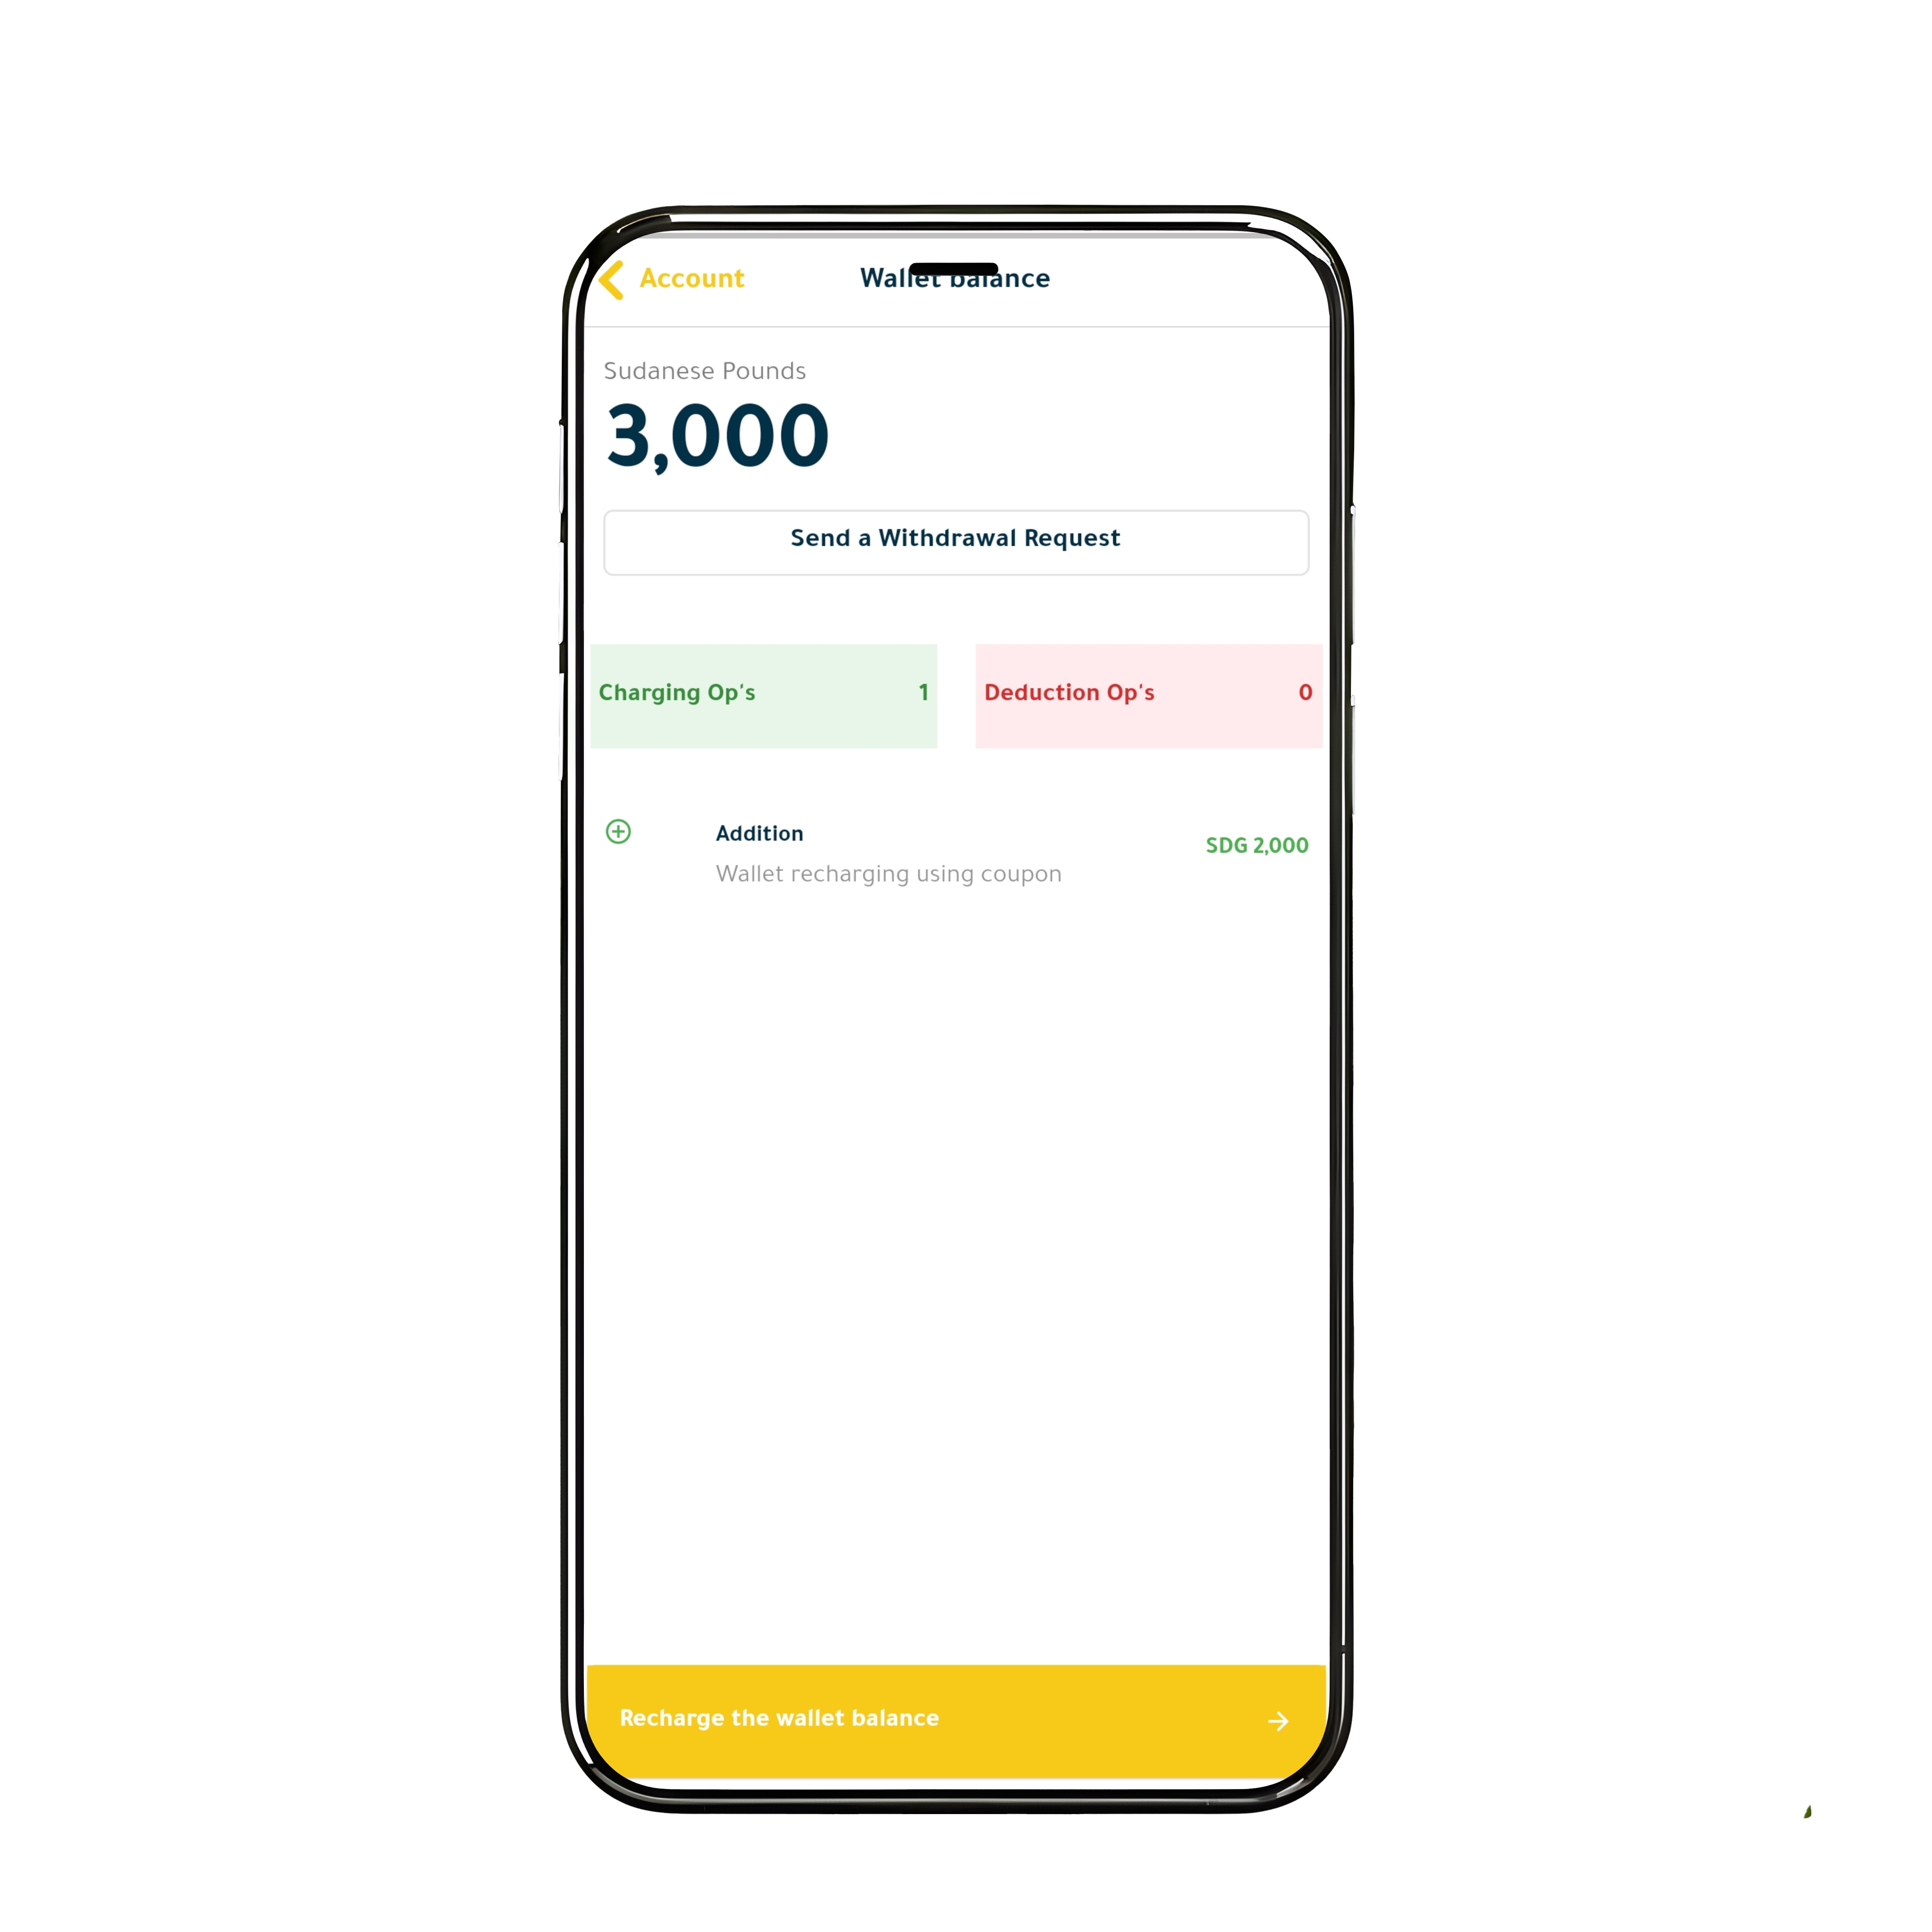 Account
Wallet balance
Sudanese Pounds
3,000
Send a Withdrawal Request
Charging Op's 1
Deduction Op's 0
Addition
SDG 2,000
Wallet recharging using coupon
Recharge the wallet balance